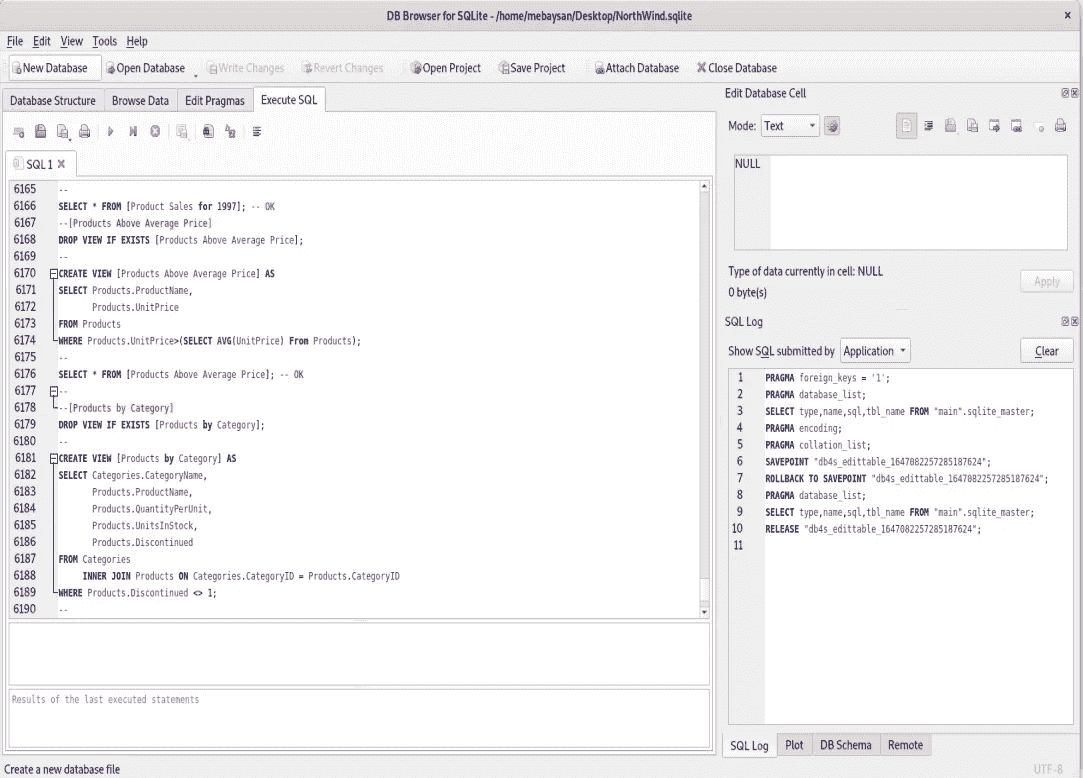 DB Browser for SQLite - /home/mebaysan/Desktop/NorthWind.sqlite
File Edit View Tools Help
New Database Open Database Write Changes Revert Changes Open Project Save Project Attach Database Close Database
Database Structure Browse Data Edit Pragmas Execute SQL
SQL 1
6165 --
6166 SELECT * FROM [Product Sales for 1997]; -- OK
6167 --[Products Above Average Price]
6168 DROP VIEW IF EXISTS [Products Above Average Price];
6169 --
6170 CREATE VIEW [Products Above Average Price] AS
6171 SELECT Products.ProductName,
6172 Products.UnitPrice
6173 FROM Products
6174 WHERE Products.UnitPrice>(SELECT AVG(UnitPrice) From Products);
6175 --
6176 SELECT * FROM [Products Above Average Price]; -- OK
6177 --
6178 --[Products by Category]
6179 DROP VIEW IF EXISTS [Products by Category];
6180 --
6181 CREATE VIEW [Products by Category] AS
6182 SELECT Categories.CategoryName,
6183 Products.ProductName,
6184 Products.QuantityPerUnit,
6185 Products.UnitsInStock,
6186 Products.Discontinued
6187 FROM Categories
6188 INNER JOIN Products ON Categories.CategoryID = Products.CategoryID
6189 WHERE Products.Discontinued <> 1;
6190 --
Results of the last executed statements
Create a new database file
Edit Database Cell
Mode: Text
NULL
Type of data currently in cell: NULL
0 byte(s)
Apply
SQL Log
Show SQL submitted by Application Clear
1 PRAGMA foreign_keys = '1';
2 PRAGMA database_list;
3 SELECT type,name,sql,tbl_name FROM "main".sqlite_master;
4 PRAGMA encoding;
5 PRAGMA collation_list;
6 SAVEPOINT "db4s_edittable_1647082257285187624";
7 ROLLBACK TO SAVEPOINT "db4s_edittable_1647082257285187624";
8 PRAGMA database_list;
9 SELECT type,name,sql,tbl_name FROM "main".sqlite_master;
10 RELEASE "db4s_edittable_1647082257285187624";
11
SQL Log Plot DB Schema Remote
UTF-8